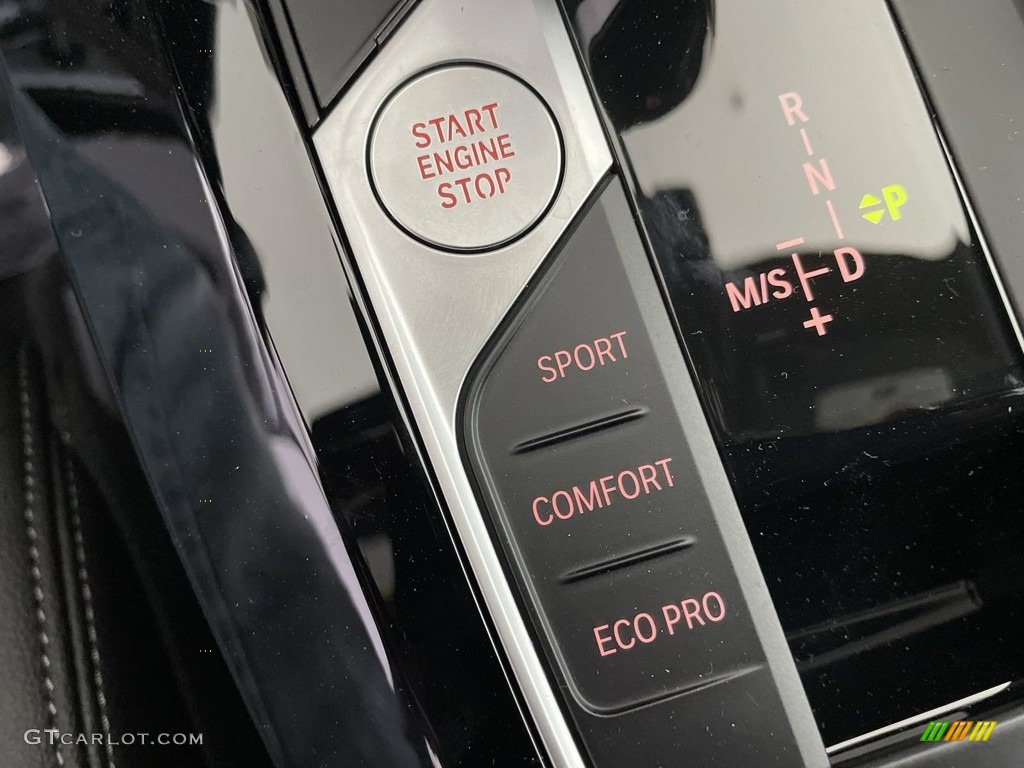 START
ENGINE
STOP
R
N
P
D
M/S
−
+
SPORT
COMFORT
ECO PRO
GTCARLOT.COM